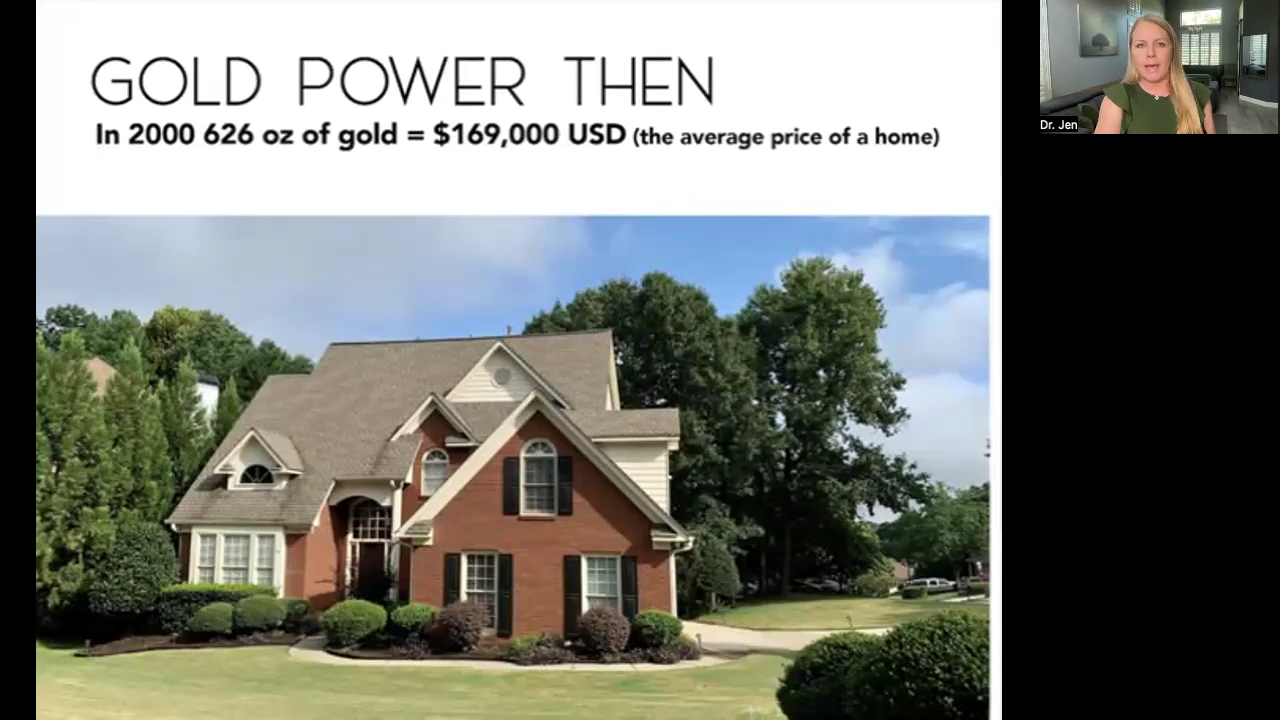 GOLD POWER THEN
In 2000 626 oz of gold = $169,000 USD (the average price of a home)
Dr. Jen